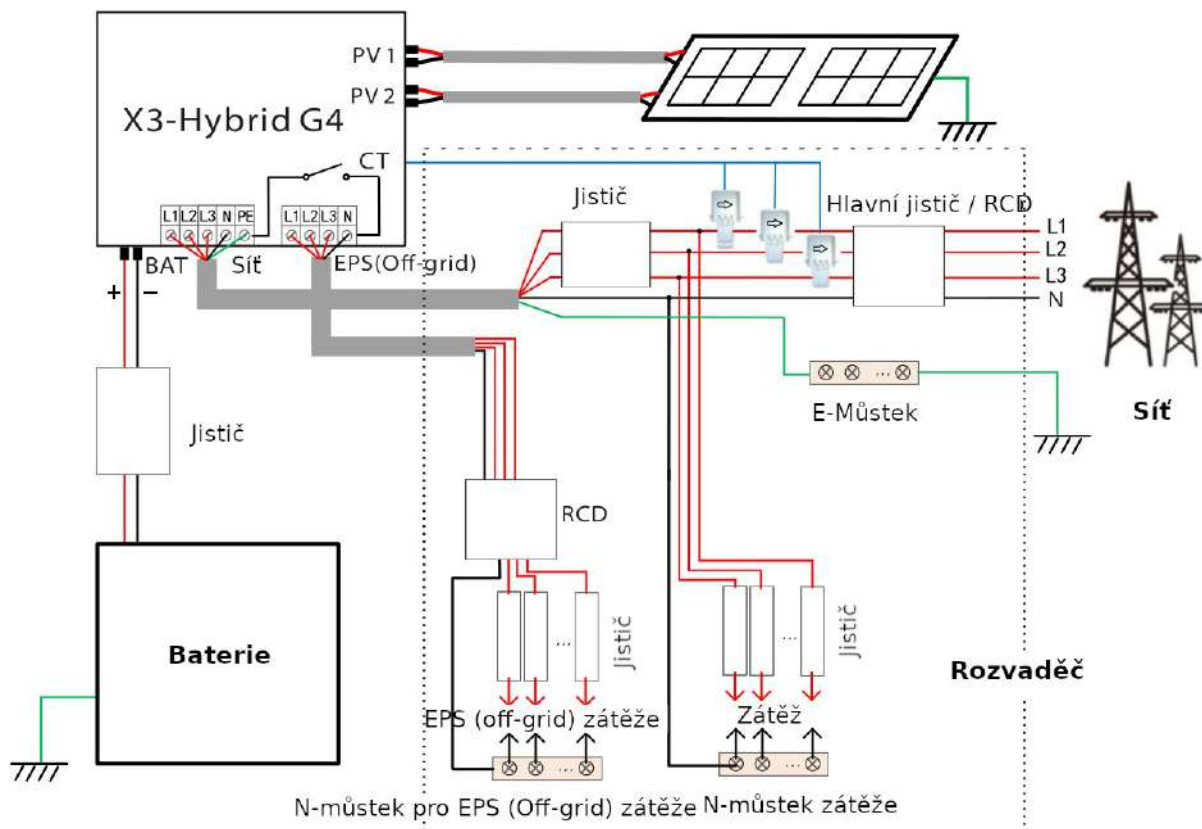 PV 1
PV 2
X3-Hybrid G4
CT
L1 L2 L3 N PE
L1 L2 L3 N
BAT
Síť
EPS(Off-grid)
+ −
Jistič
Hlavní jistič / RCD
L1
L2
L3
N
... 
E-Můstek
Síť
Jistič
RCD
Baterie
...
Jistič
...
Jistič
Rozvaděč
EPS (off-grid) zátěže
Zátěž
...
...
N-můstek pro EPS (Off-grid) zátěže
N-můstek zátěže